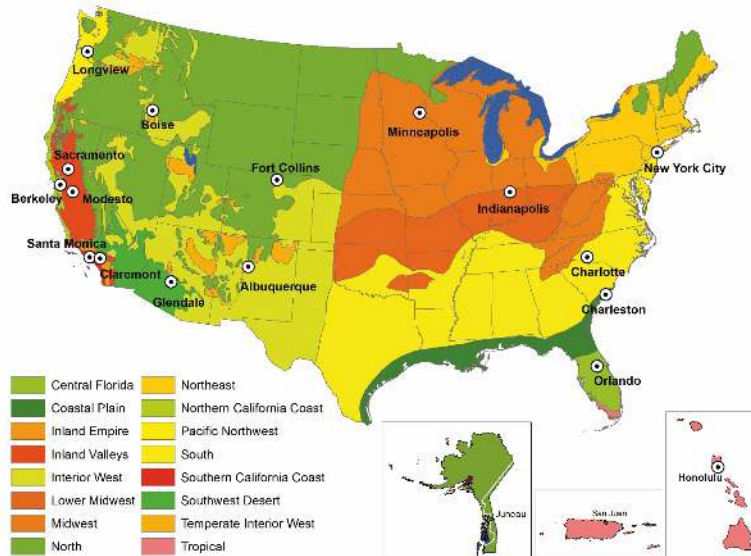 Longview
Boise
Minneapolis
Sacramento
Fort Collins
New York City
Berkeley
Modesto
Indianapolis
Santa Monica
Claremont
Charlotte
Glendale
Albuquerque
Charleston
Orlando
Central Florida
Coastal Plain
Inland Empire
Inland Valleys
Interior West
Lower Midwest
Midwest
North
Northeast
Northern California Coast
Pacific Northwest
South
Southern California Coast
Southwest Desert
Temperate Interior West
Tropical
Juneau
San Juan
Honolulu